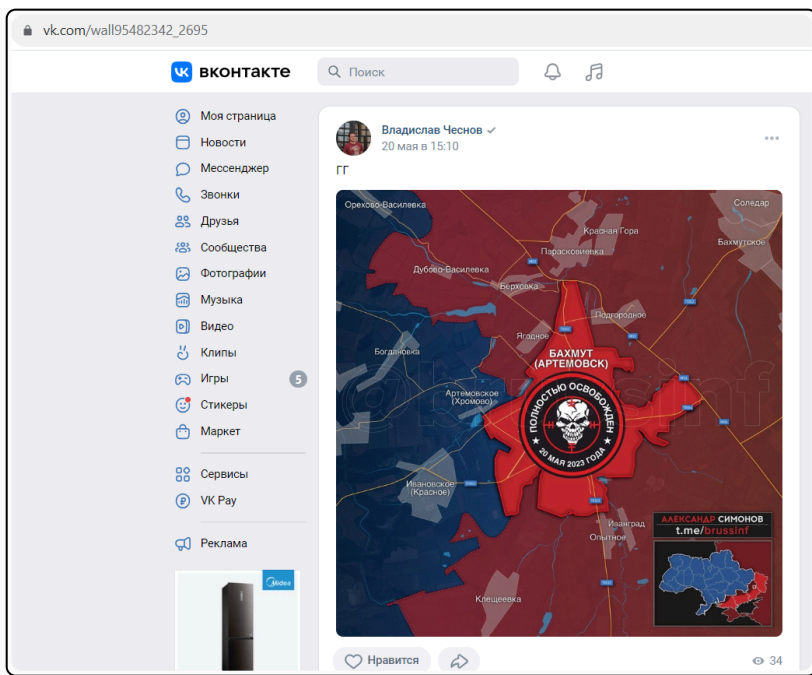 vk.com/wall95482342_2695
вконтакте
Поиск
Моя страница
Новости
Мессенджер
Звонки
Друзья
Сообщества
Фотографии
Музыка
Видео
Клипы
Игры
5
Стикеры
Маркет
Сервисы
VK Pay
Реклама
Midea
Владислав Чеснов
20 мая в 15:10
ГГ
Орехово-Василевка
Соледар
Красная Гора
Бахмутское
Парасковиевка
Дубово-Василевка
Берховка
Подгородное
Ягодное
Богдановка
БАХМУТ
(АРТЕМОВСК)
Артемовское
(Хромово)
ПОЛНОСТЬЮ ОСВОБОЖДЕН
20 МАЯ 2023 ГОДА
@brussinf
Ивановское
(Красное)
Иванград
Опытное
АЛЕКСАНДР СИМОНОВ
t.me/brussinf
Клещеевка
Нравится
34